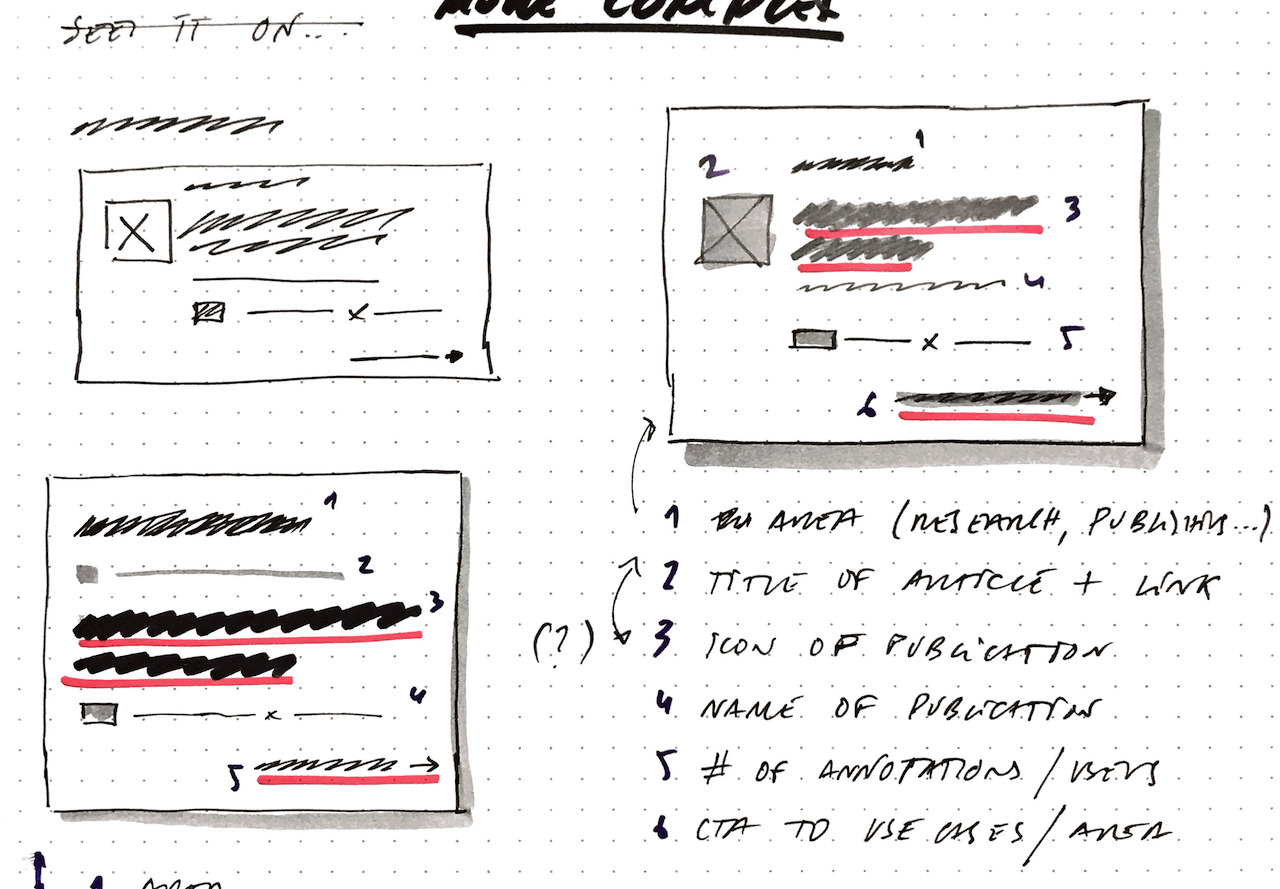 SEEN IT ON...
MORE COMPLEX
1
2
3
4
5
6
1
2
3
4
5
1 AREA (RESEARCH, PUBLISHING...)
2 TITLE OF ARTICLE + LINK
(?) 3 ICON OF PUBLICATION
4 NAME OF PUBLICATION
5 # OF ANNOTATIONS / USERS
6 CTA TO USE CASES / AREA
1 AREA